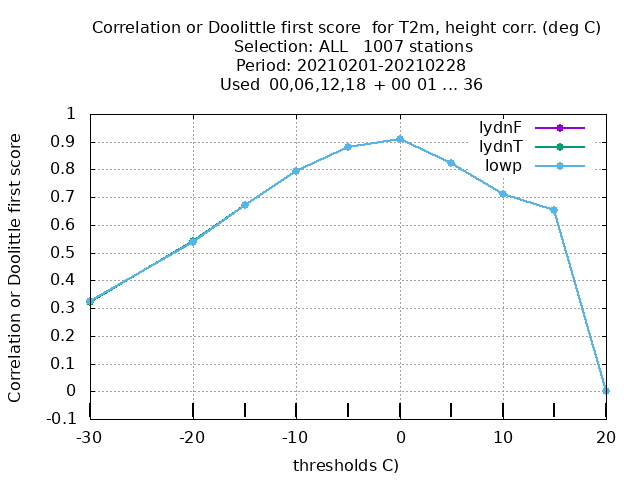 Correlation or Doolittle first score  for T2m, height corr. (deg C)
Selection: ALL   1007 stations
Period: 20210201-20210228
Used 00,06,12,18 + 00 01 ... 36
Correlation or Doolittle first score
1
0.9
0.8
0.7
0.6
0.5
0.4
0.3
0.2
0.1
0
-0.1
lydnF
lydnT
lowp
-30
-20
-10
0
10
20
thresholds C)